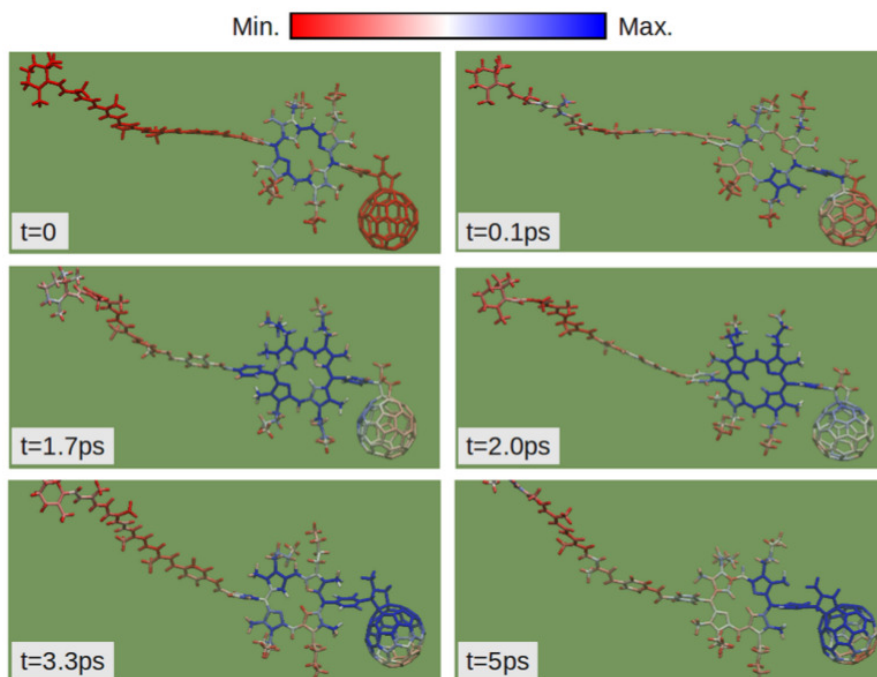 Min. Max.
t=0
t=0.1ps
t=1.7ps
t=2.0ps
t=3.3ps
t=5ps